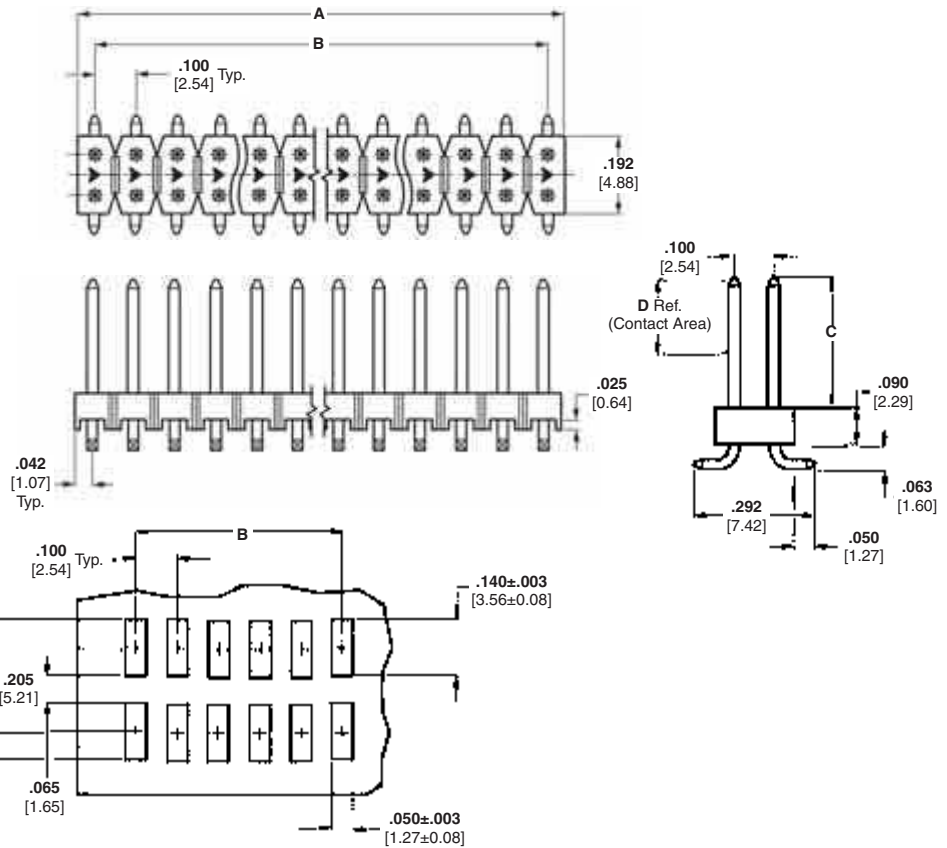 A
B
.100
[2.54] Typ.
.192
[4.88]
.100
[2.54]
D Ref.
(Contact Area)
C
.025
[0.64]
.090
[2.29]
.042
[1.07]
Typ.
.063
[1.60]
.292
[7.42]
.050
[1.27]
B
.100
[2.54] Typ.
.140±.003
[3.56±0.08]
.205
[5.21]
.065
[1.65]
.050±.003
[1.27±0.08]